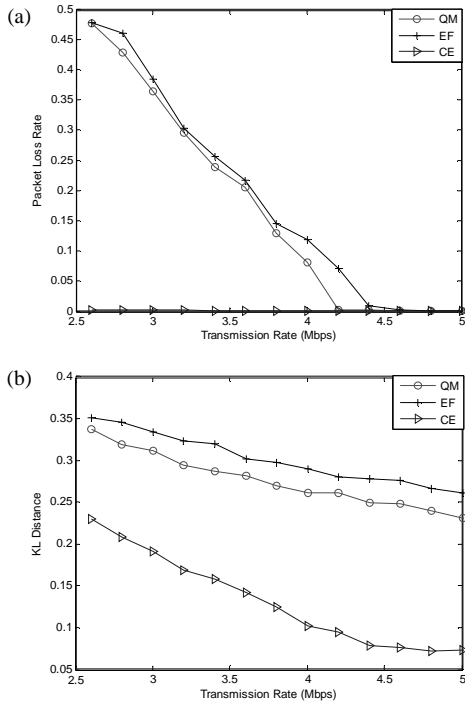 (a)
0.5
0.45
0.4
0.35
0.3
0.25
0.2
0.15
0.1
0.05
0
Packet Loss Rate
QM
EF
CE
2.5 3 3.5 4 4.5 5
Transmission Rate (Mbps)
(b)
0.4
0.35
0.3
0.25
0.2
0.15
0.1
0.05
KL Distance
QM
EF
CE
2.5 3 3.5 4 4.5 5
Transmission Rate (Mbps)